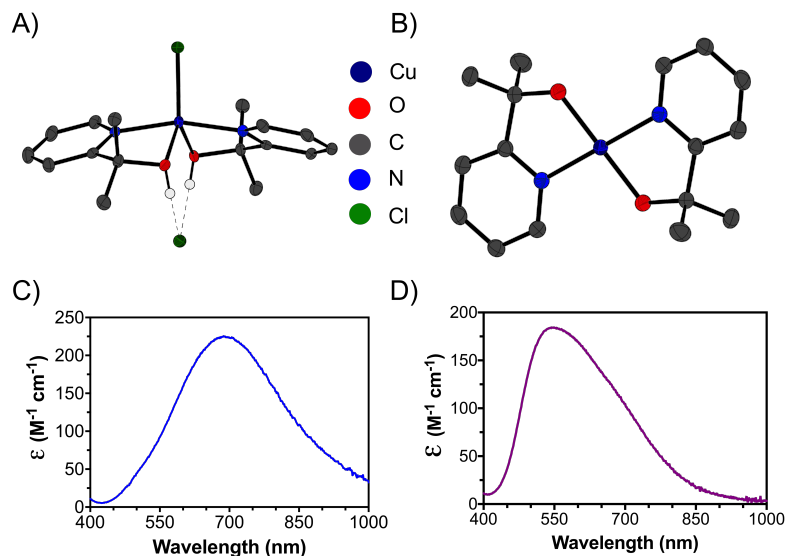 A)
B)
Cu
O
C
N
Cl
C)
D)
250
200
150
100
50
0
ε (M⁻¹ cm⁻¹)
400 550 700 850 1000
Wavelength (nm)
200
150
100
50
0
ε (M⁻¹ cm⁻¹)
400 550 700 850 1000
Wavelength (nm)